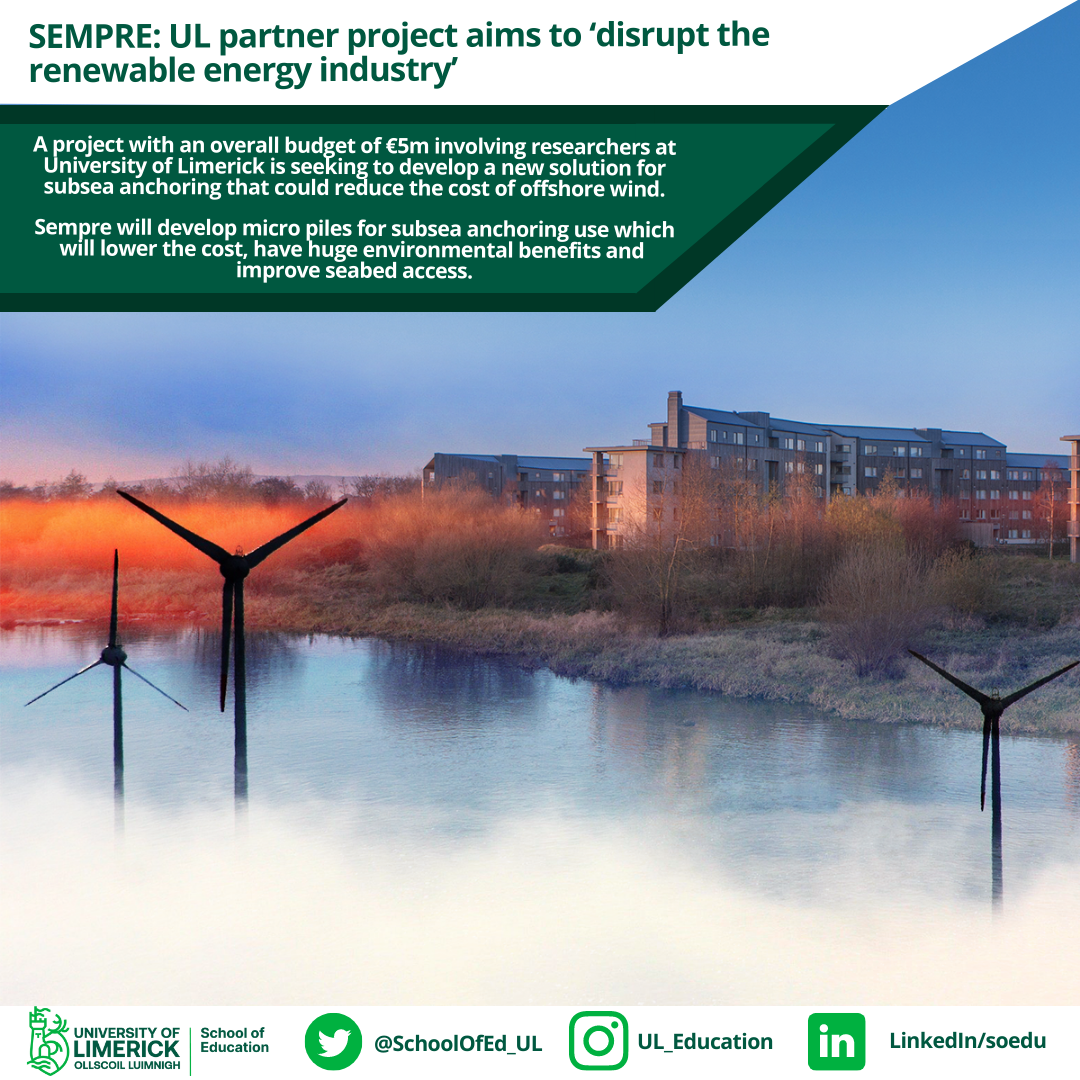 SEMPRE: UL partner project aims to ‘disrupt the
renewable energy industry’
A project with an overall budget of €5m involving researchers at
University of Limerick is seeking to develop a new solution for
subsea anchoring that could reduce the cost of offshore wind.
Sempre will develop micro piles for subsea anchoring use which
will lower the cost, have huge environmental benefits and
improve seabed access.
UNIVERSITY OF
LIMERICK
OLLSCOIL LUIMNIGH
School of
Education
@SchoolOfEd_UL
UL_Education
in
LinkedIn/soedu